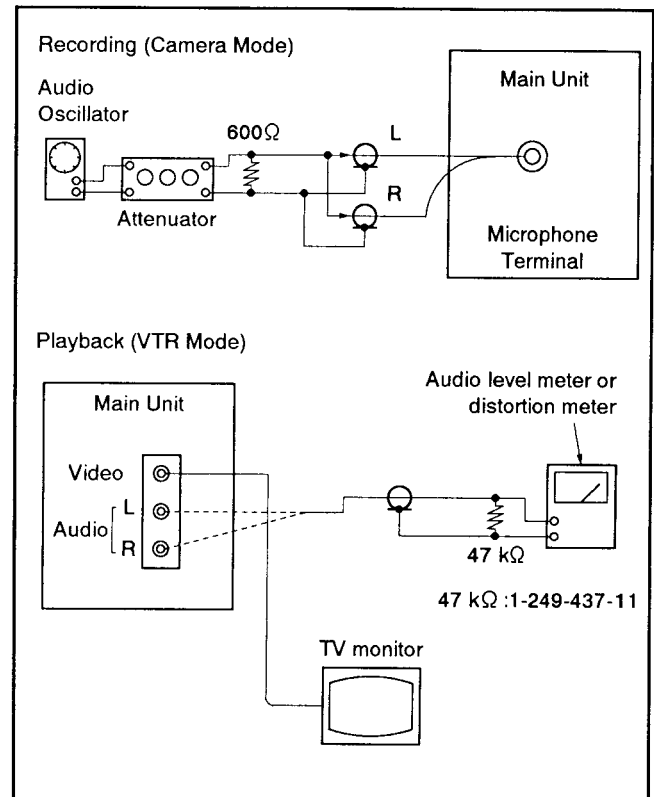 Recording (Camera Mode)
Audio
Oscillator
600Ω
L
R
Attenuator
Main Unit
Microphone
Terminal
Playback (VTR Mode)
Main Unit
Video
Audio
L
R
Audio level meter or
distortion meter
47 kΩ
47 kΩ :1-249-437-11
TV monitor